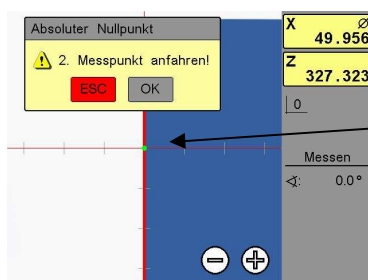 Absoluter Nullpunkt
2. Messpunkt anfahren!
ESC OK
X Ø
49.956
Z
327.323
0
Messen
∢: 0.0°